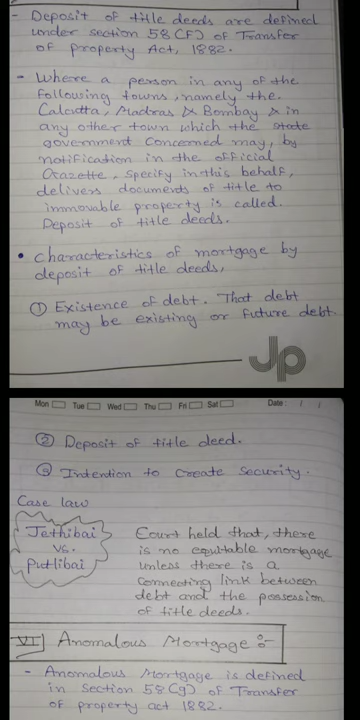 - Deposit of title deeds are defined
under section 58 (F) of Transfer
of property Act, 1882.
- Where a person in any of the
following towns, namely the
Calcutta, Madras & Bombay & in
any other town which the state
government concerned may, by
notification in the official
Gazette, specify in this behalf,
delivers documents of title to
immovable property is called.
Deposit of title deeds.
• Characteristics of mortgage by
deposit of title deeds,
① Existence of debt. That debt
may be existing or future debt.
Jp
Mon Tue Wed Thu Fri Sat Date: / /
② Deposit of title deed.
③ Intention to create security.
Case law
Jethibai
vs.
putlibai
Court held that, there
is no equitable mortgage
unless there is a
connecting link between
debt and the possession
of title deeds.
VI Anomalous Mortgage :-
- Anomalous Mortgage is defined
in section 58 (g) of Transfer
of property act 1882.